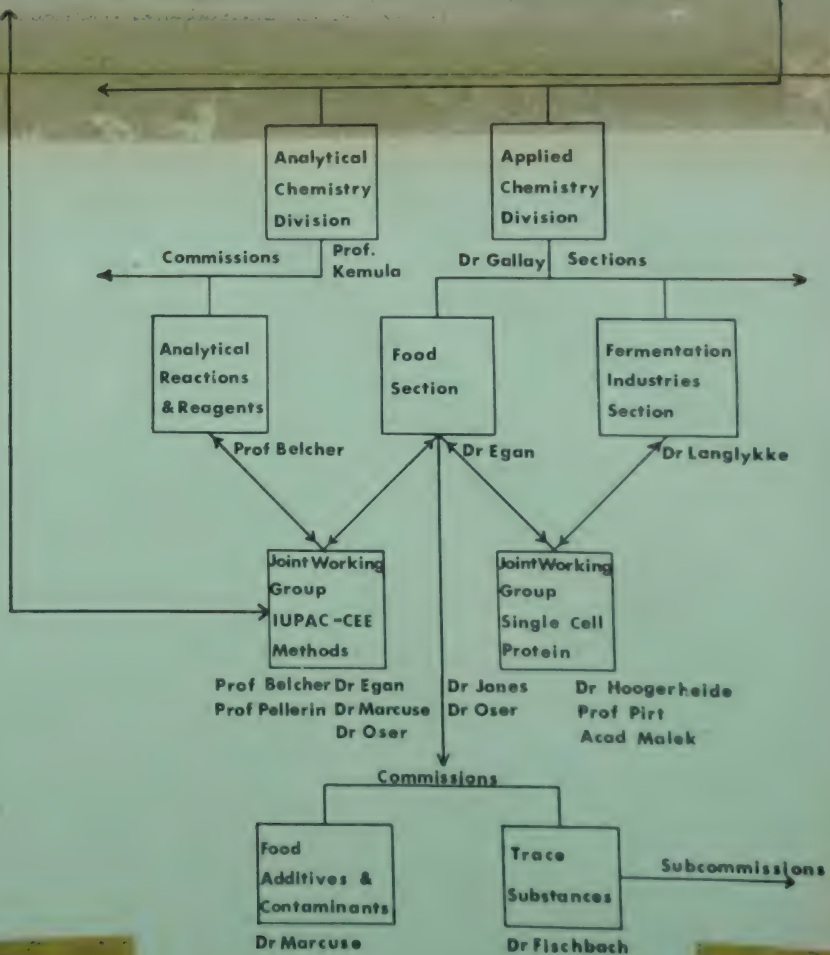 Analytical
Chemistry
Division
Applied
Chemistry
Division
Commissions
Prof.
Kemula
Dr Gallay
Sections
Analytical
Reactions
& Reagents
Food
Section
Fermentation
Industries
Section
Prof Belcher
Dr Egan
Dr Langlykke
Joint Working
Group
IUPAC-CEE
Methods
Joint Working
Group
Single Cell
Protein
Prof Belcher Dr Egan
Prof Pellerin Dr Marcuse
Dr Oser
Dr Jones
Dr Oser
Dr Hoogerheide
Prof Pirt
Acad Malek
Commissions
Food
Additives &
Contaminants
Trace
Substances
Subcommissions
Dr Marcuse
Dr Fischbach